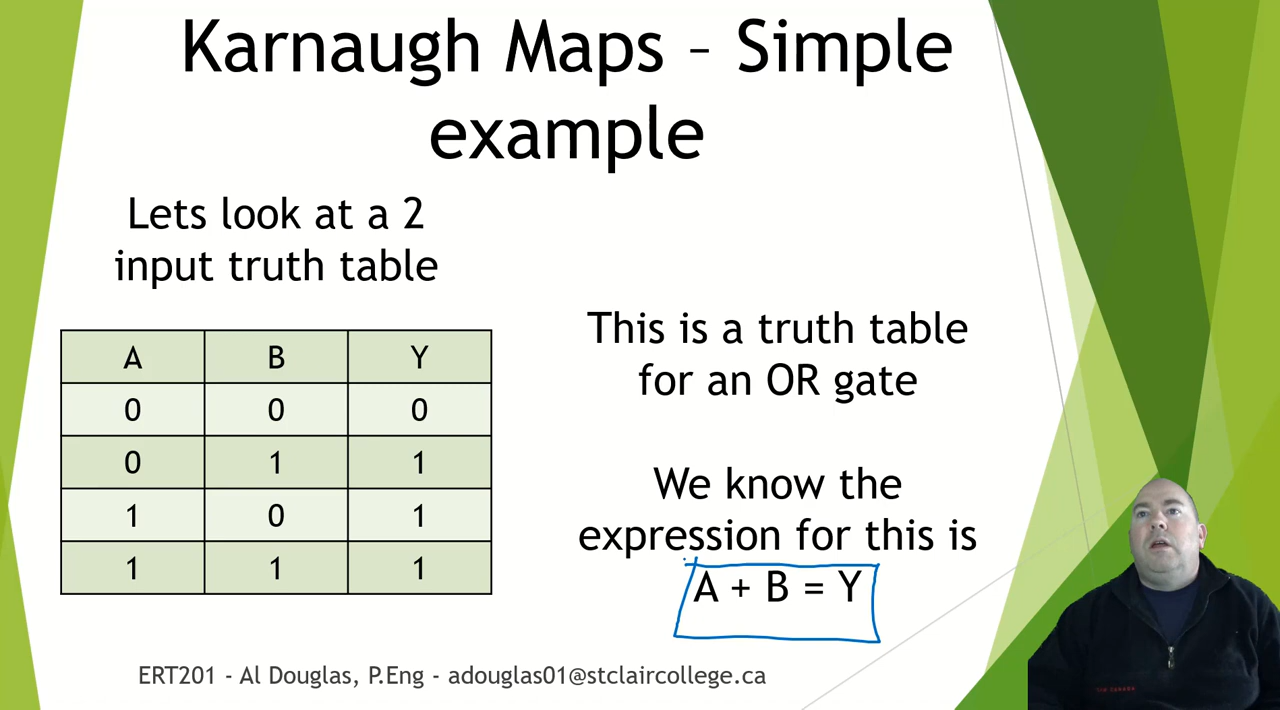 Karnaugh Maps – Simple
example
Lets look at a 2
input truth table
A B Y
0 0 0
0 1 1
1 0 1
1 1 1
This is a truth table
for an OR gate
We know the
expression for this is
A + B = Y
ERT201 - Al Douglas, P.Eng - adouglas01@stclaircollege.ca